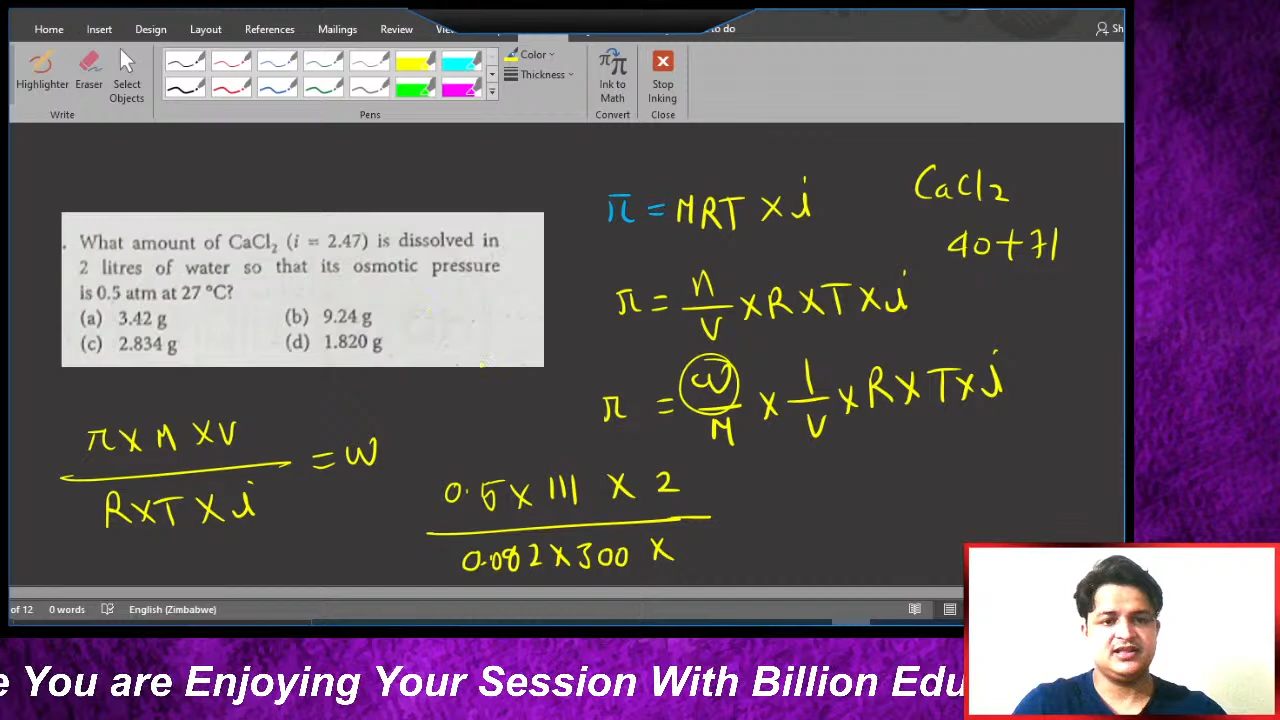 Home Insert Design Layout References Mailings Review to do Sh
Highlighter Eraser Select Objects
Color
Thickness
Ink to Math
Stop Inking
Write Pens Convert Close
What amount of CaCl₂ (i = 2.47) is dissolved in
2 litres of water so that its osmotic pressure
is 0.5 atm at 27 °C?
(a) 3.42 g (b) 9.24 g
(c) 2.834 g (d) 1.820 g
π = MRT × i
CaCl2
40+71
π = n/v × R × T × i
π = w/M × 1/v × R × T × i
π × M × v / R × T × i = w
0.5 × 111 × 2 / 0.082 × 300 ×
of 12 0 words English (Zimbabwe)
e You are Enjoying Your Session With Billion Edu